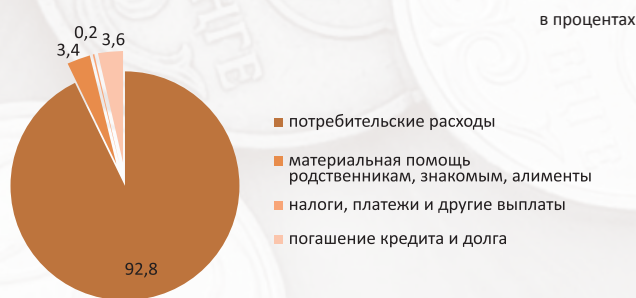 в процентах
0,2
3,6
3,4
потребительские расходы
материальная помощь
родственникам, знакомым, алименты
налоги, платежи и другие выплаты
погашение кредита и долга
92,8